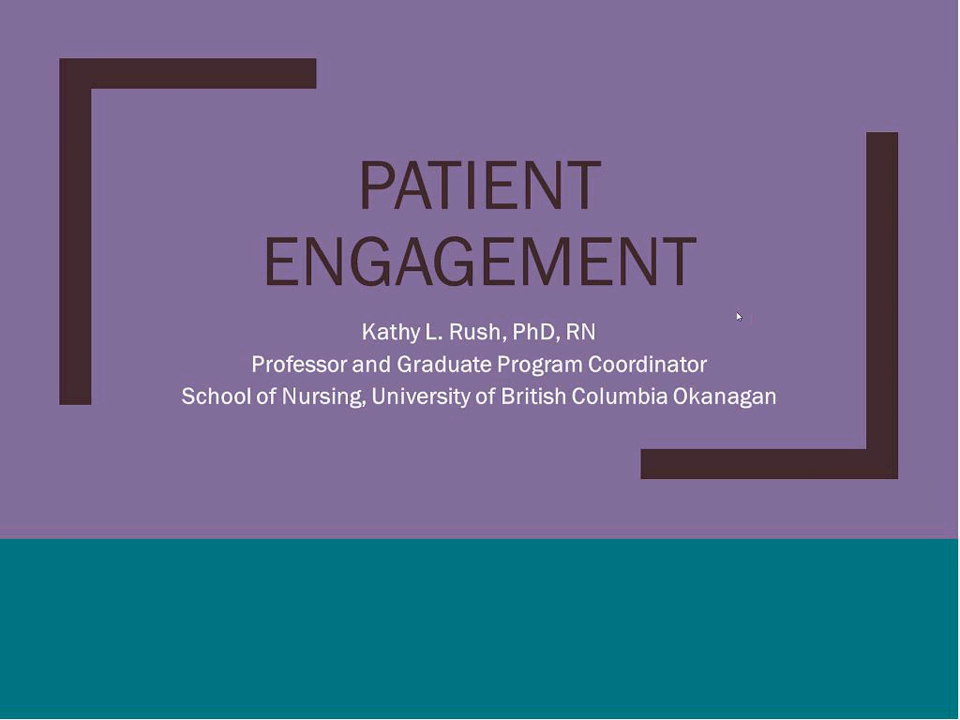 PATIENT
ENGAGEMENT
Kathy L. Rush, PhD, RN
Professor and Graduate Program Coordinator
School of Nursing, University of British Columbia Okanagan